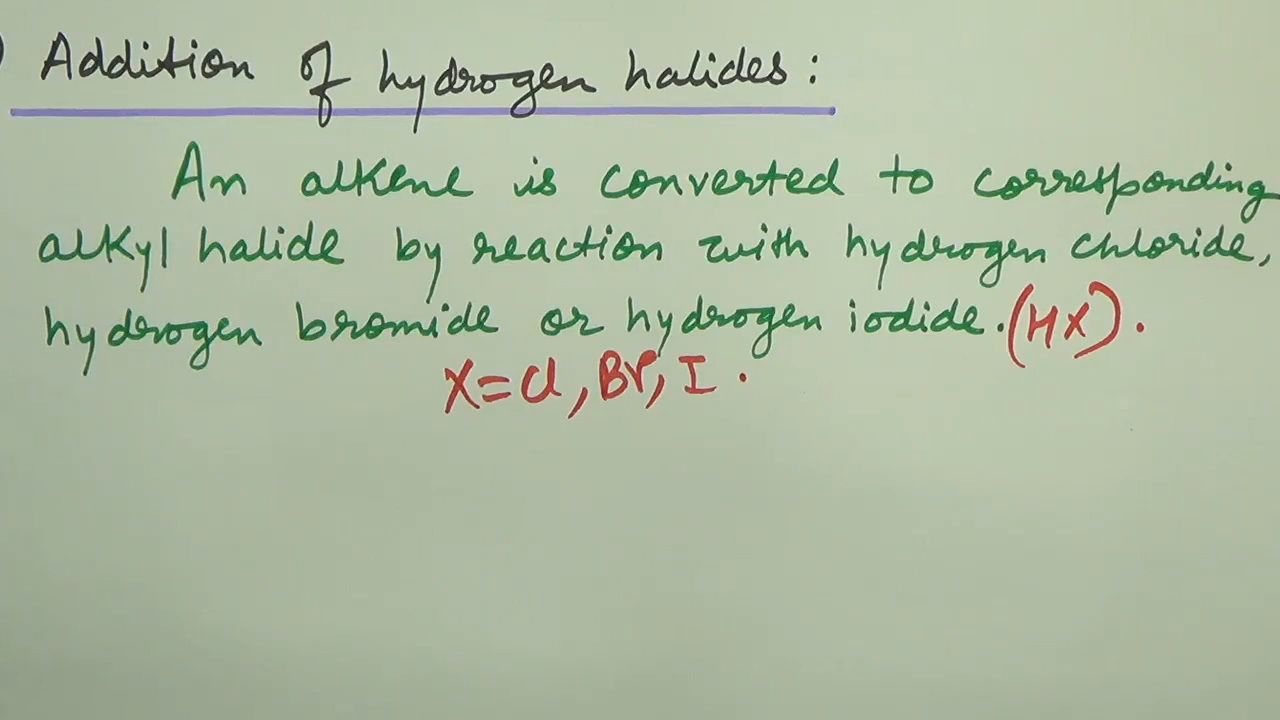 ) Addition of hydrogen halides :
An alkene is converted to corresponding
alkyl halide by reaction with hydrogen chloride,
hydrogen bromide or hydrogen iodide. (HX).
X=Cl, Br, I .